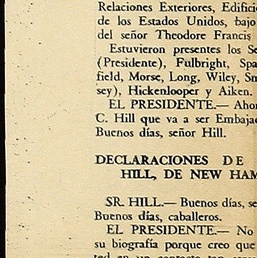 Relaciones Exteriores, Edifici
de los Estados Unidos, bajo
del señor Theodore Francis
Estuvieron presentes los Se
(Presidente), Fulbright, Spa
field, Morse, Long, Wiley, Sm
sey), Hickenlooper y Aiken.
EL PRESIDENTE.— Ahor
C. Hill que va a ser Embajad
Buenos días, señor Hill.
DECLARACIONES DE
HILL, DE NEW HAM
SR. HILL.— Buenos días, se
Buenos días, caballeros.
EL PRESIDENTE.— No
su biografía porque creo que